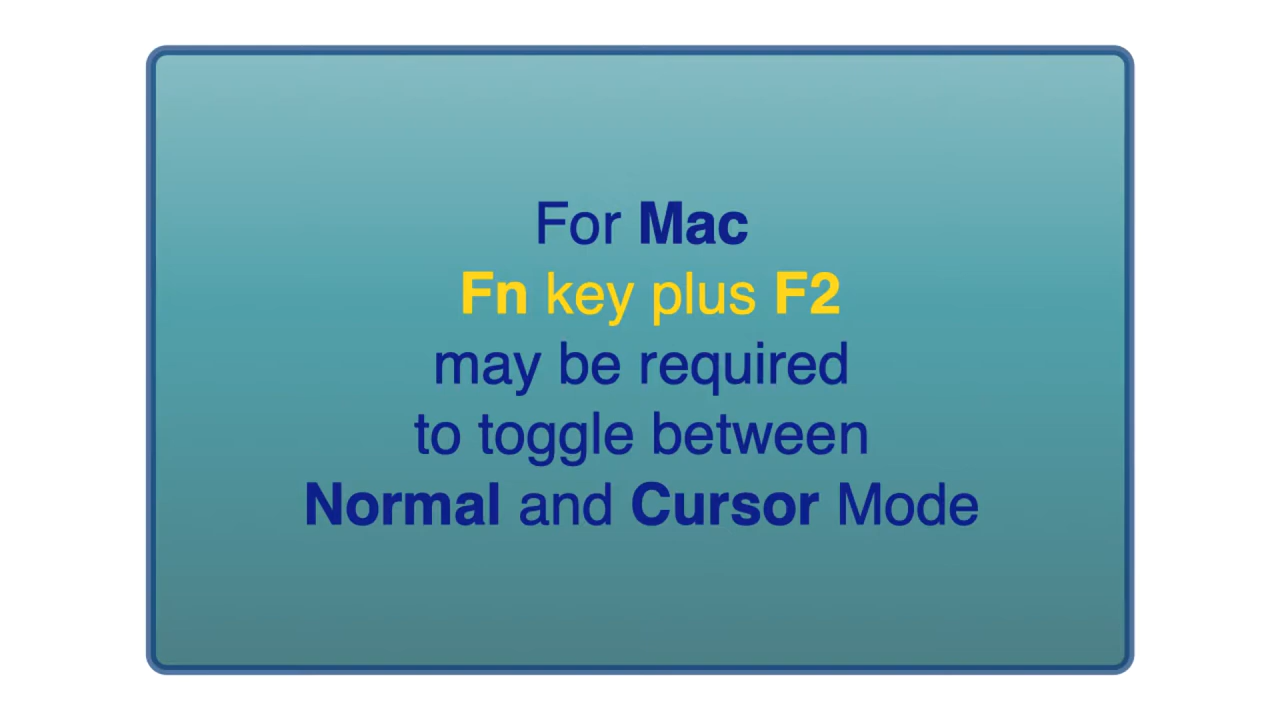 For Mac
Fn key plus F2
may be required
to toggle between
Normal and Cursor Mode